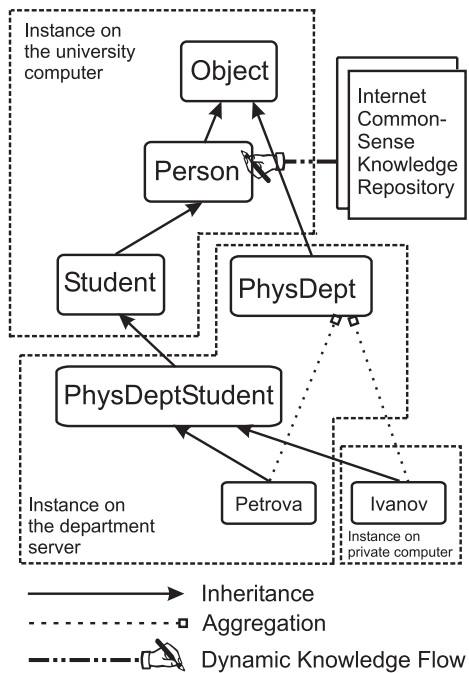 Instance on
the university
computer
Object
Internet
Common-
Sense
Knowledge
Repository
Person
Student
PhysDept
PhysDeptStudent
Petrova
Ivanov
Instance on
the department
server
Instance on
private computer
Inheritance
Aggregation
Dynamic Knowledge Flow